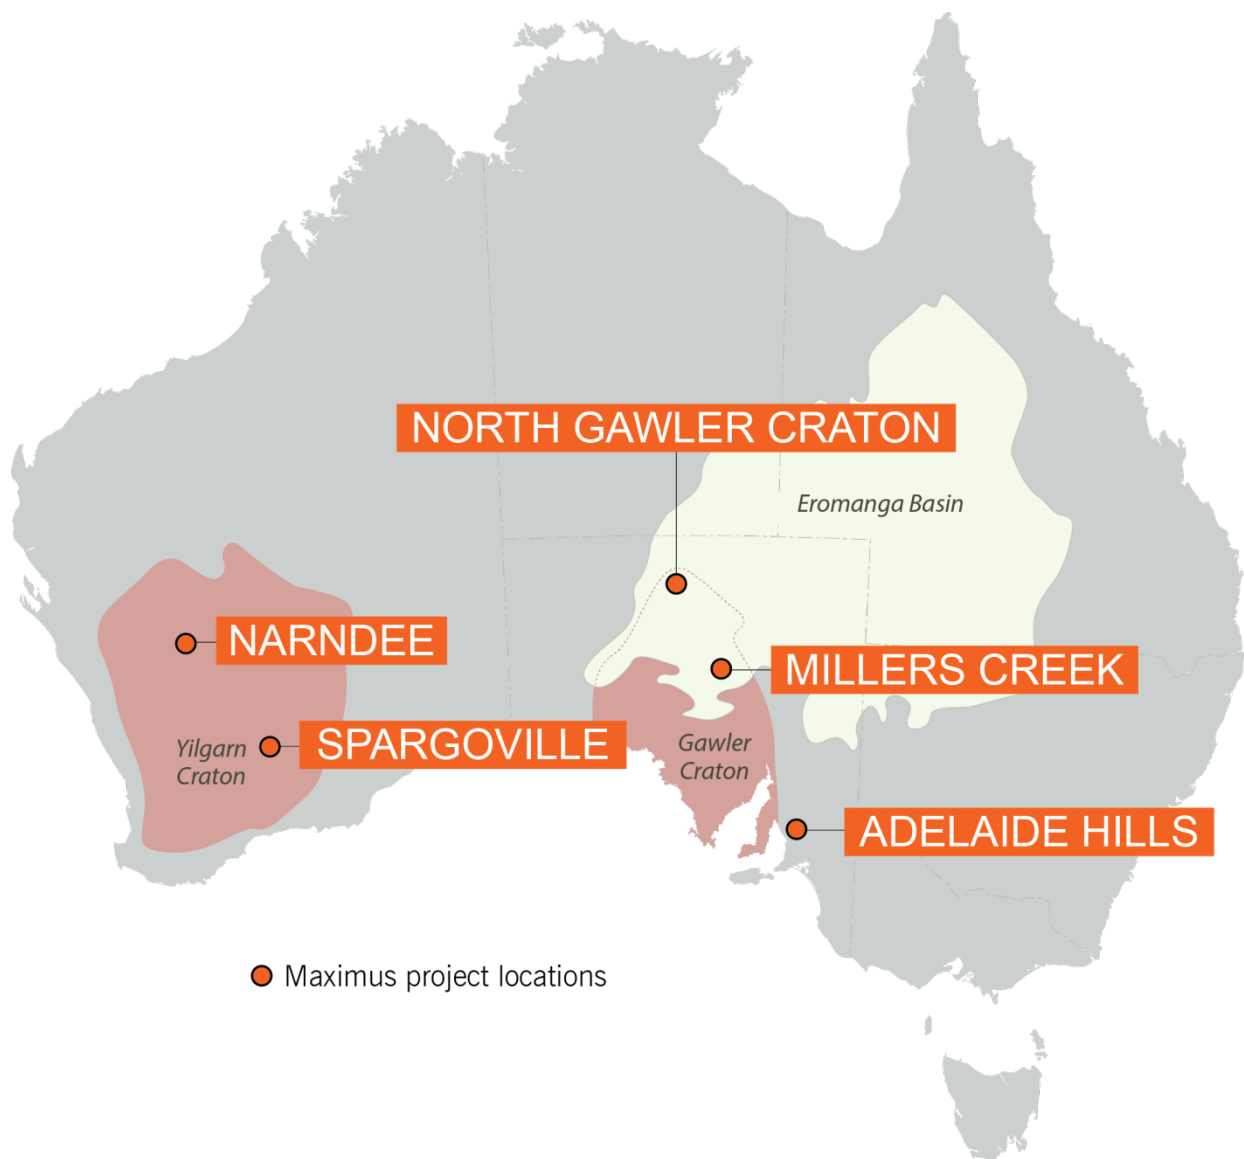 NORTH GAWLER CRATON
Eromanga Basin
NARNDEE
MILLERS CREEK
SPARGOVILLE
Yilgarn
Craton
Gawler
Craton
ADELAIDE HILLS
Maximus project locations